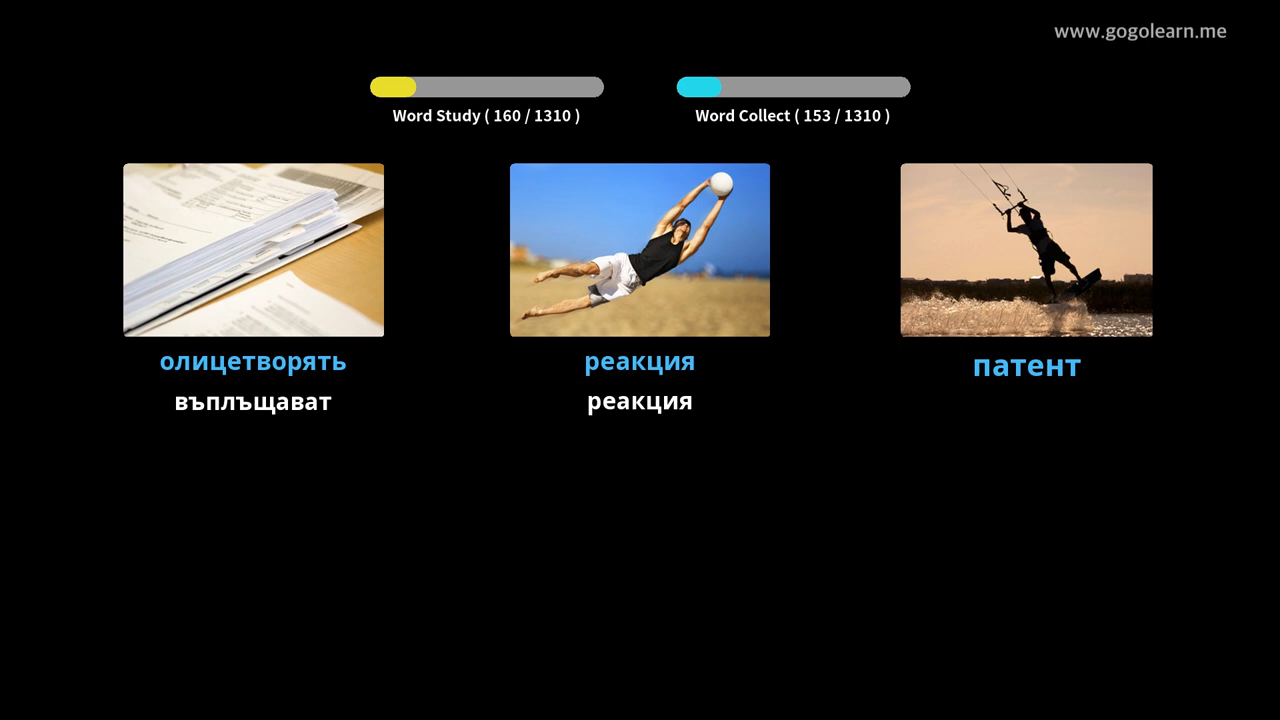 www.gogolearn.me
Word Study ( 160 / 1310 )
Word Collect ( 153 / 1310 )
олицетворять
реакция
патент
въплъщават
реакция